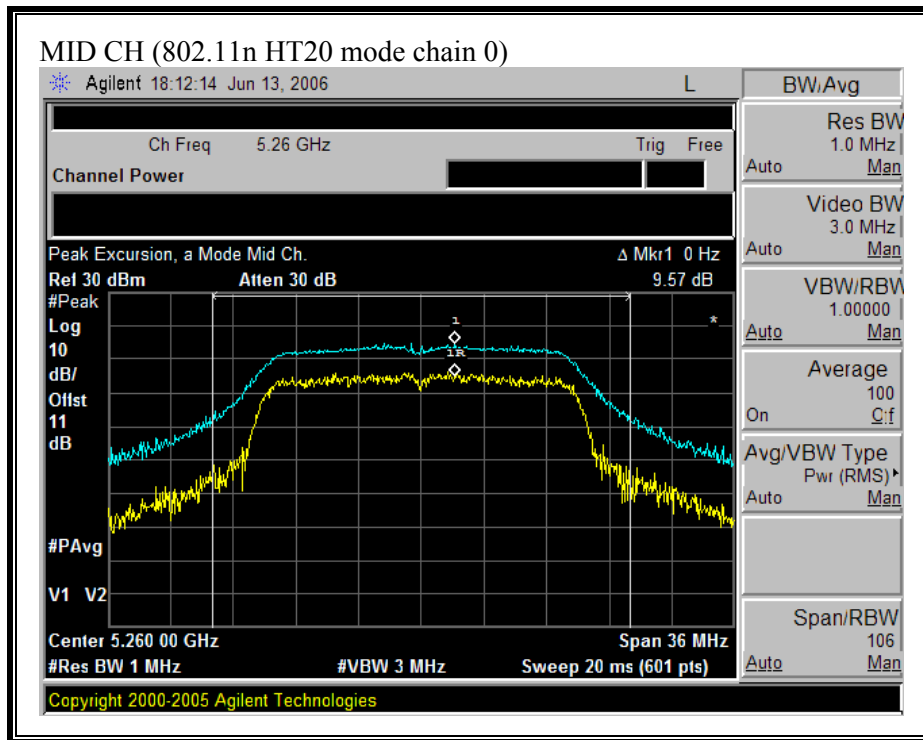 MID CH (802.11n HT20 mode chain 0)
Agilent 18:12:14 Jun 13, 2006 L
BW/Avg
Ch Freq 5.26 GHz Trig Free
Channel Power
Res BW
1.0 MHz
Auto Man
Video BW
3.0 MHz
Auto Man
Peak Excursion, a Mode Mid Ch.
Δ Mkr1 0 Hz
Ref 30 dBm Atten 30 dB 9.57 dB
VBW/RBW
1.00000
Auto Man
#Peak
Log
10
dB/
Offst
11
dB
1
1R
*
Average
100
On Off
Avg/VBW Type
Pwr (RMS)
Auto Man
#PAvg
V1 V2
Center 5.260 00 GHz Span 36 MHz
#Res BW 1 MHz #VBW 3 MHz Sweep 20 ms (601 pts)
Span/RBW
106
Auto Man
Copyright 2000-2005 Agilent Technologies